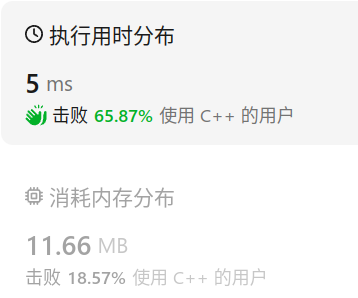 执行用时分布
5 ms
击败 65.87% 使用 C++ 的用户
消耗内存分布
11.66 MB
击败 18.57% 使用 C++ 的用户